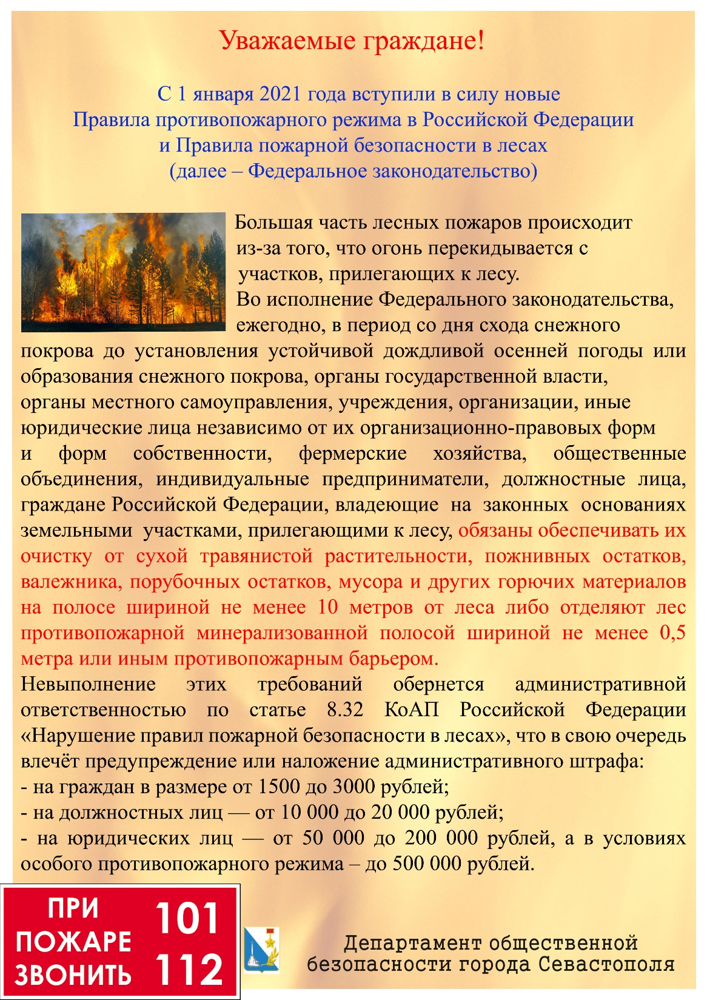 Уважаемые граждане!
С 1 января 2021 года вступили в силу новые
Правила противопожарного режима в Российской Федерации
и Правила пожарной безопасности в лесах
(далее – Федеральное законодательство)
Большая часть лесных пожаров происходит
из-за того, что огонь перекидывается с
участков, прилегающих к лесу.
Во исполнение Федерального законодательства,
ежегодно, в период со дня схода снежного
покрова до установления устойчивой дождливой осенней погоды или
образования снежного покрова, органы государственной власти,
органы местного самоуправления, учреждения, организации, иные
юридические лица независимо от их организационно-правовых форм
и форм собственности, фермерские хозяйства, общественные
объединения, индивидуальные предприниматели, должностные лица,
граждане Российской Федерации, владеющие на законных основаниях
земельными участками, прилегающими к лесу, обязаны обеспечивать их
очистку от сухой травянистой растительности, пожнивных остатков,
валежника, порубочных остатков, мусора и других горючих материалов
на полосе шириной не менее 10 метров от леса либо отделяют лес
противопожарной минерализованной полосой шириной не менее 0,5
метра или иным противопожарным барьером.
Невыполнение этих требований обернется административной
ответственностью по статье 8.32 КоАП Российской Федерации
«Нарушение правил пожарной безопасности в лесах», что в свою очередь
влечёт предупреждение или наложение административного штрафа:
- на граждан в размере от 1500 до 3000 рублей;
- на должностных лиц — от 10 000 до 20 000 рублей;
- на юридических лиц — от 50 000 до 200 000 рублей, а в условиях
особого противопожарного режима – до 500 000 рублей.
ПРИ
ПОЖАРЕ
ЗВОНИТЬ
101
112
Департамент общественной
безопасности города Севастополя